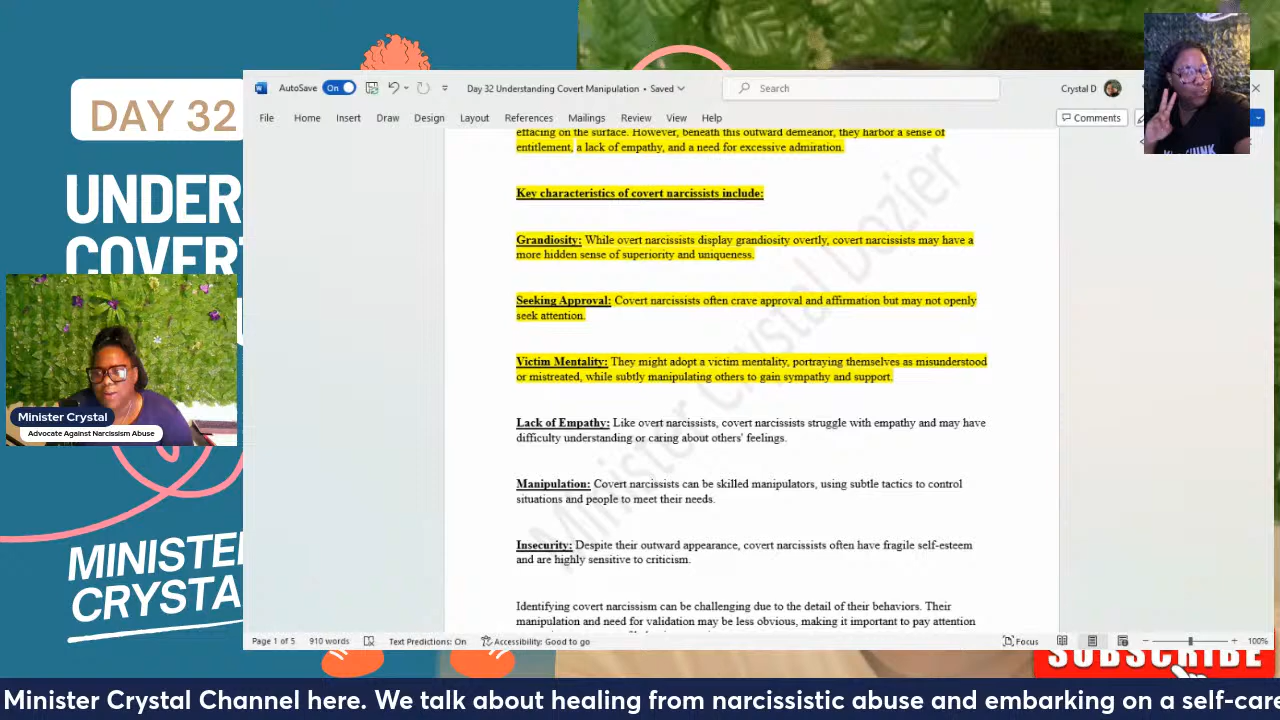 DAY 32
UNDER
COVERT
MINISTER
CRYSTAL
Minister Crystal
Advocate Against Narcissism Abuse
AutoSave On
Day 32 Understanding Covert Manipulation • Saved
Search
Crystal D
File Home Insert Draw Design Layout References Mailings Review View Help
Comments
effacing on the surface. However, beneath this outward demeanor, they harbor a sense of
entitlement, a lack of empathy, and a need for excessive admiration.
Key characteristics of covert narcissists include:
Grandiosity: While overt narcissists display grandiosity overtly, covert narcissists may have a
more hidden sense of superiority and uniqueness.
Seeking Approval: Covert narcissists often crave approval and affirmation but may not openly
seek attention.
Victim Mentality: They might adopt a victim mentality, portraying themselves as misunderstood
or mistreated, while subtly manipulating others to gain sympathy and support.
Lack of Empathy: Like overt narcissists, covert narcissists struggle with empathy and may have
difficulty understanding or caring about others' feelings.
Manipulation: Covert narcissists can be skilled manipulators, using subtle tactics to control
situations and people to meet their needs.
Insecurity: Despite their outward appearance, covert narcissists often have fragile self-esteem
and are highly sensitive to criticism.
Identifying covert narcissism can be challenging due to the detail of their behaviors. Their
manipulation and need for validation may be less obvious, making it important to pay attention
Minister Crystal Dozier
Page 1 of 5 910 words Text Predictions: On Accessibility: Good to go Focus 100%
SUBSCRIBE
Minister Crystal Channel here. We talk about healing from narcissistic abuse and embarking on a self-care